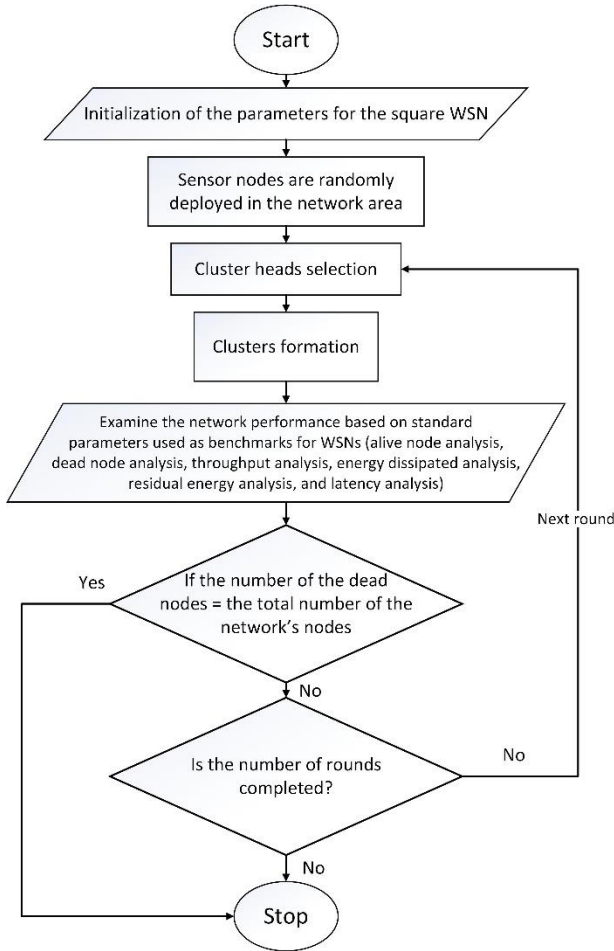 Start
Initialization of the parameters for the square WSN
Sensor nodes are randomly
deployed in the network area
Cluster heads selection
Clusters formation
Examine the network performance based on standard
parameters used as benchmarks for WSNs (alive node analysis,
dead node analysis, throughput analysis, energy dissipated analysis,
residual energy analysis, and latency analysis)
Next round
Yes
If the number of the dead
nodes = the total number of the
network's nodes
No
Is the number of rounds
completed?
No
No
Stop